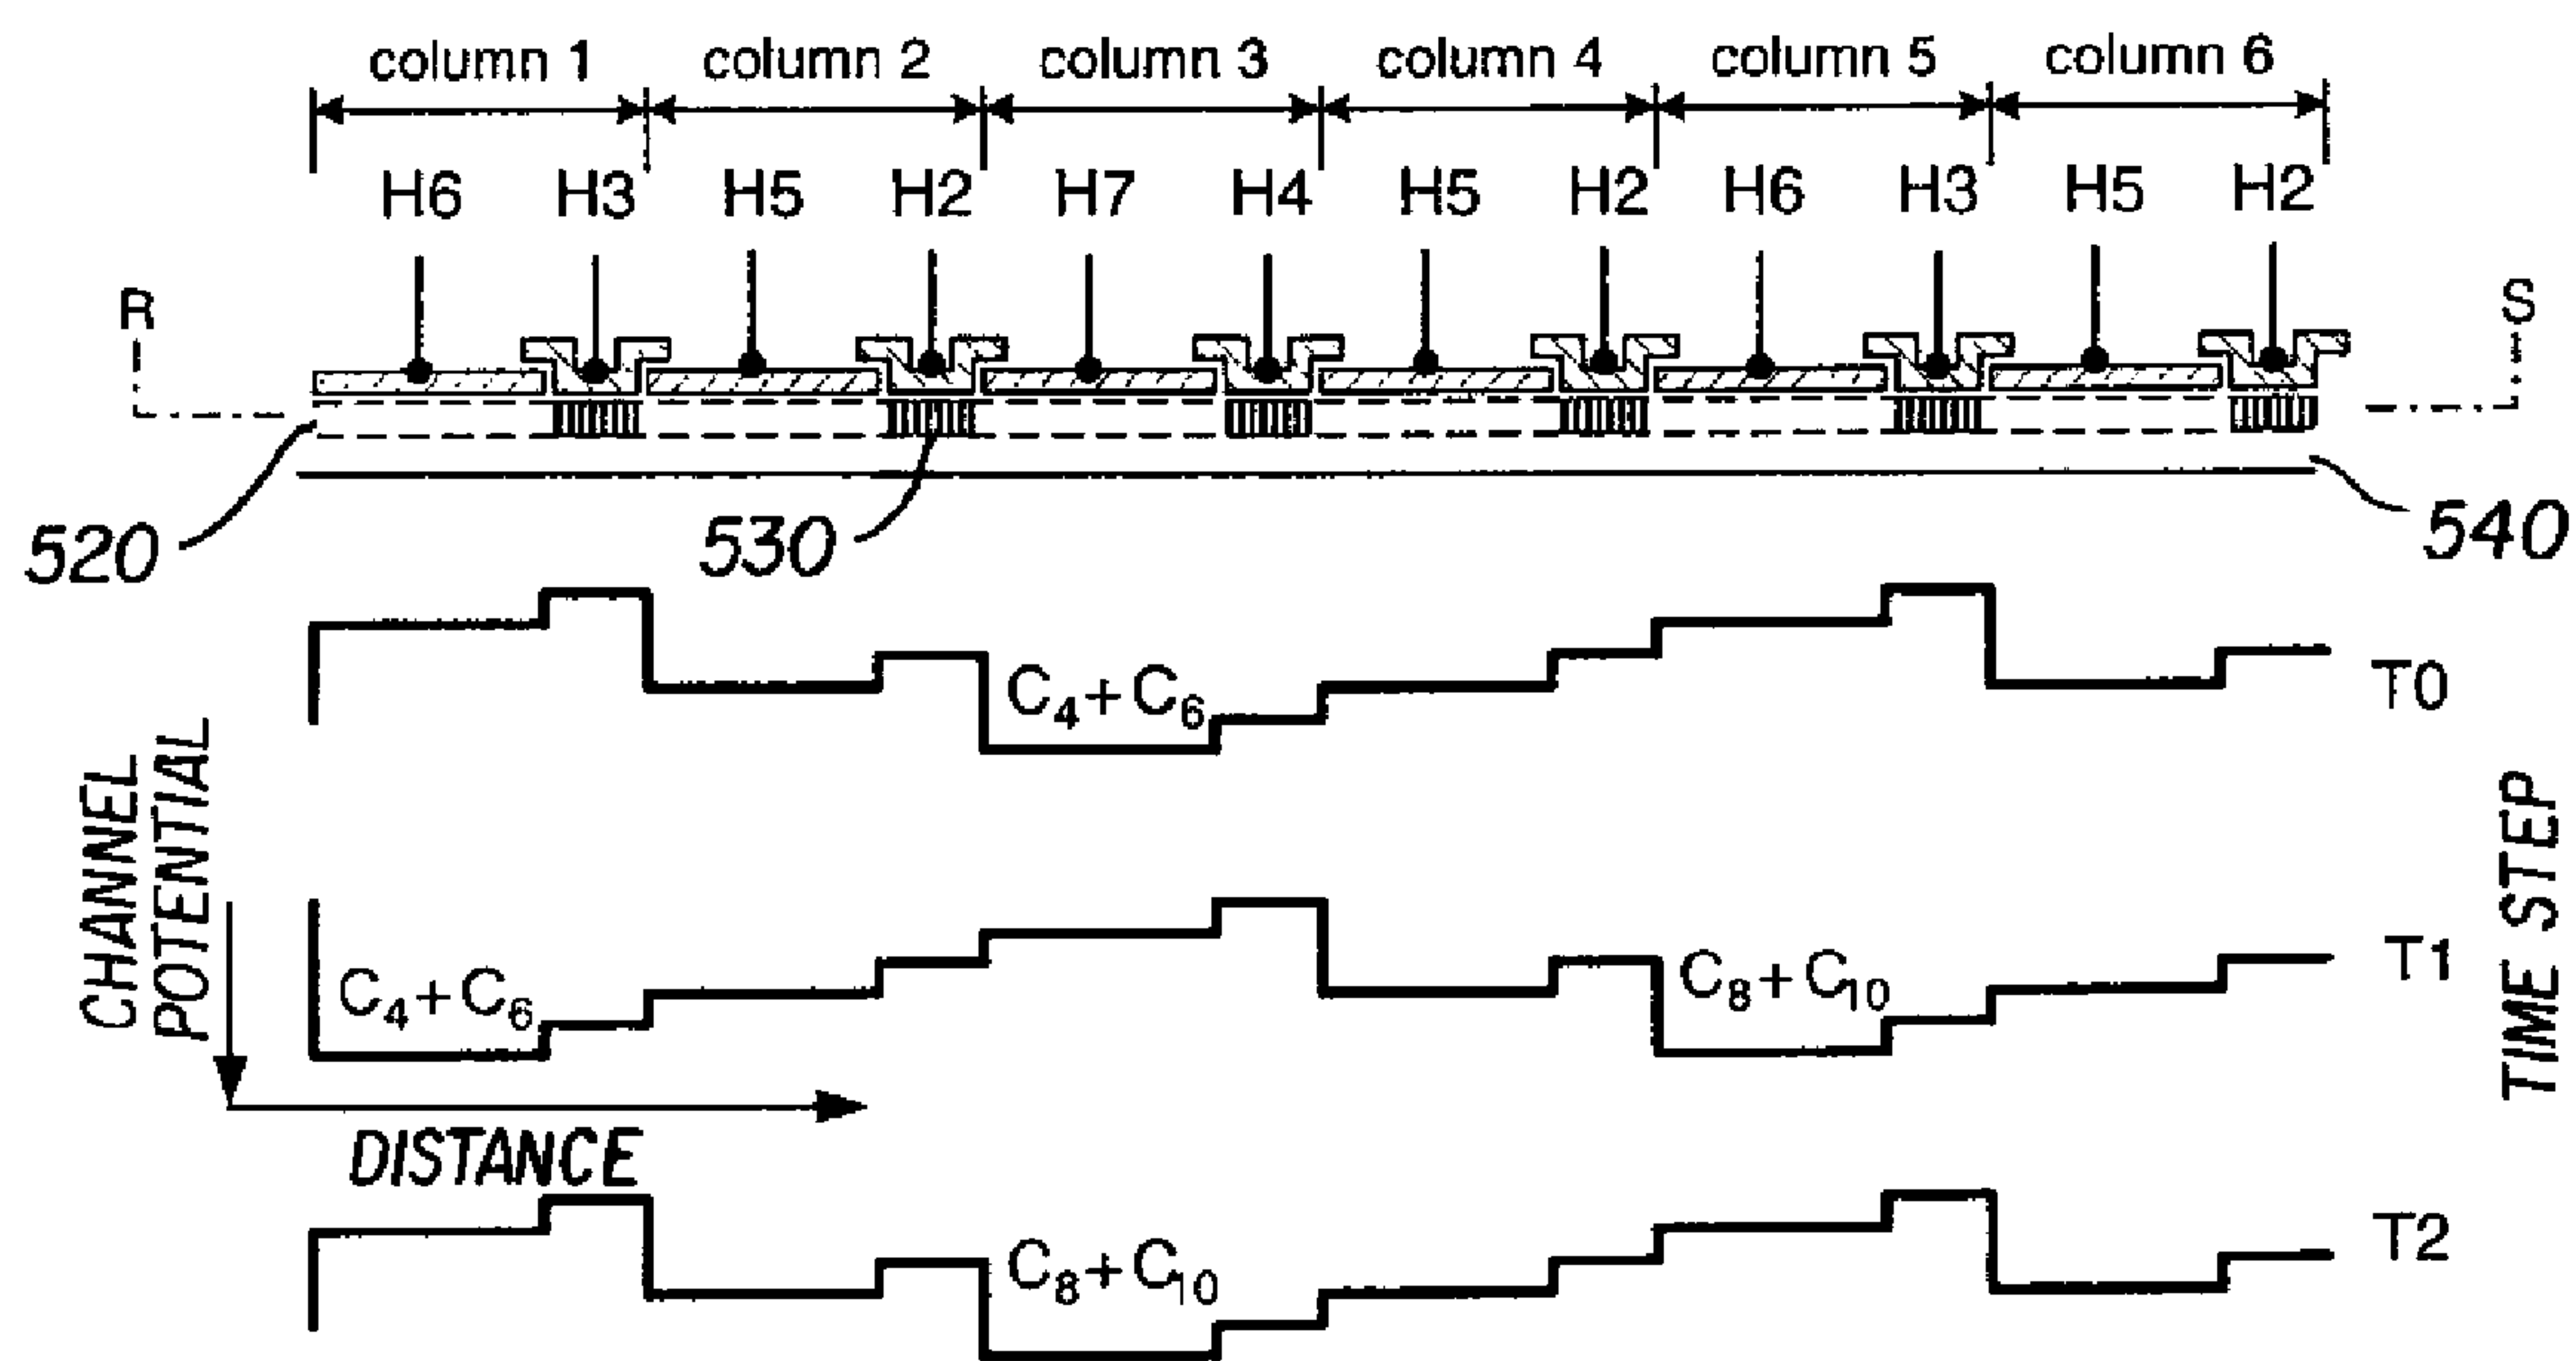 column 1 column 2 column 3 column 4 column 5 column 6
H6 H3 H5 H2 H7 H4 H5 H2 H6 H3 H5 H2
R S
520 530 540
C₄+C₆ T0
CHANNEL
POTENTIAL
TIME STEP
C₄+C₆ C₈+C₁₀ T1
DISTANCE
C₈+C₁₀ T2